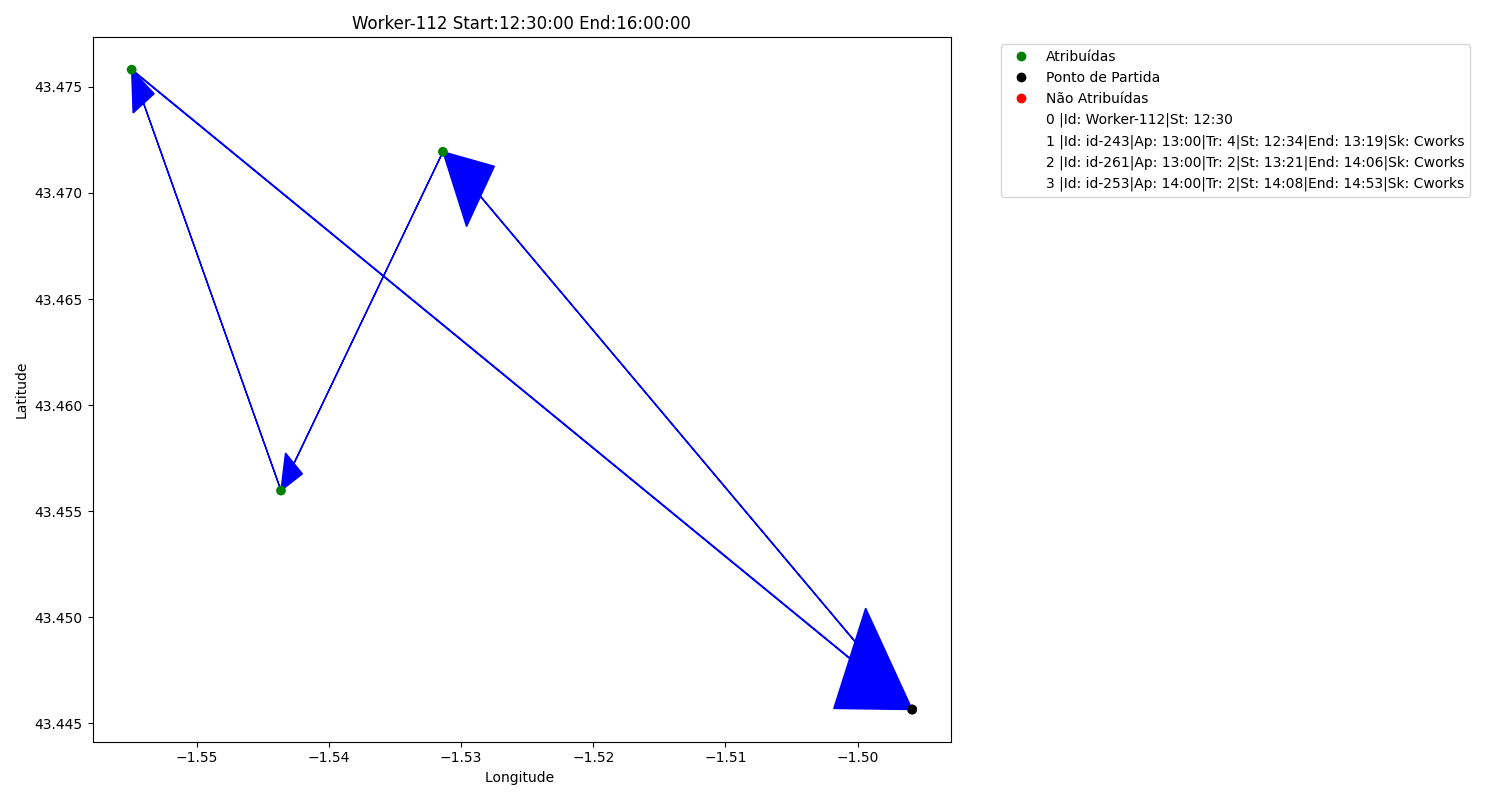 Worker-112 Start:12:30:00 End:16:00:00
43.475
43.470
43.465
43.460
43.455
43.450
43.445
Latitude
−1.55
−1.54
−1.53
−1.52
−1.51
−1.50
Longitude
Atribuídas
Ponto de Partida
Não Atribuídas
0 |Id: Worker-112|St: 12:30
1 |Id: id-243|Ap: 13:00|Tr: 4|St: 12:34|End: 13:19|Sk: Cworks
2 |Id: id-261|Ap: 13:00|Tr: 2|St: 13:21|End: 14:06|Sk: Cworks
3 |Id: id-253|Ap: 14:00|Tr: 2|St: 14:08|End: 14:53|Sk: Cworks